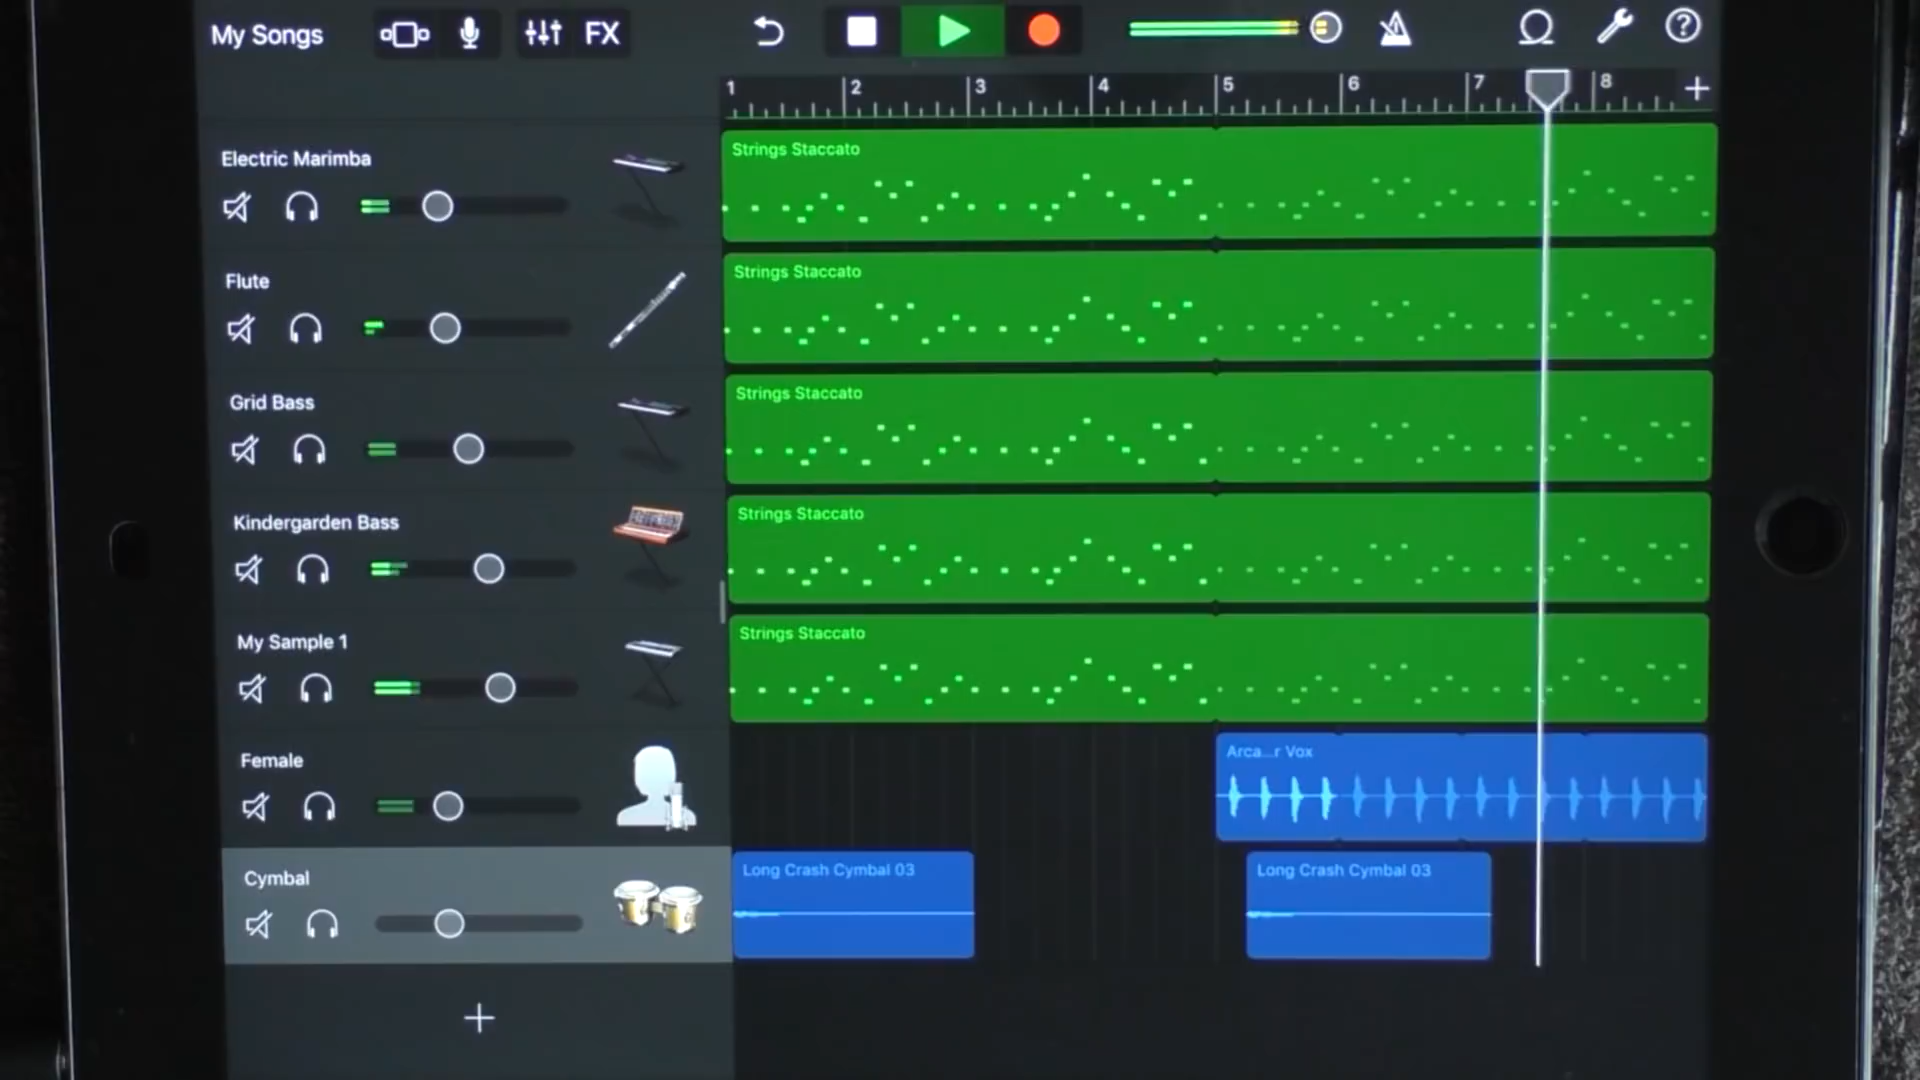 My Songs
FX
1 2 3 4 5 6 7 8
Electric Marimba
Strings Staccato
Flute
Strings Staccato
Grid Bass
Strings Staccato
Kindergarden Bass
Strings Staccato
My Sample 1
Strings Staccato
Female
Arca...r Vox
Cymbal
Long Crash Cymbal 03
Long Crash Cymbal 03